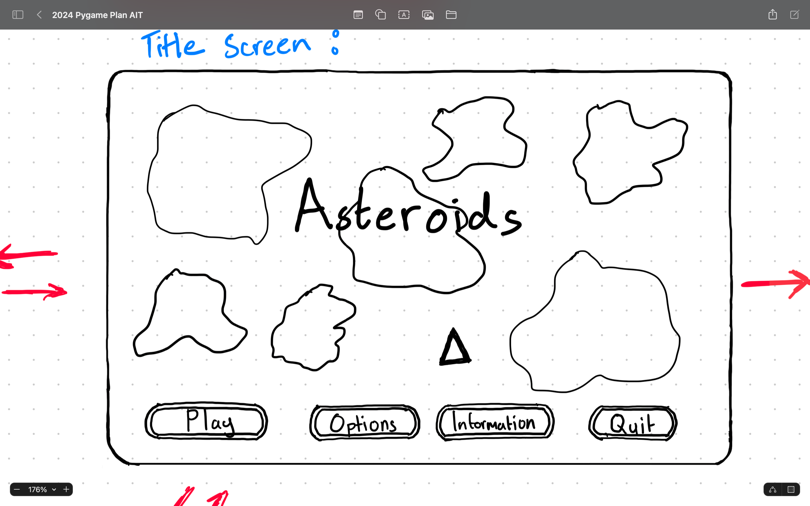 2024 Pygame Plan AIT
Title Screen :
Asteroids
Play
Options
Information
Quit
176%